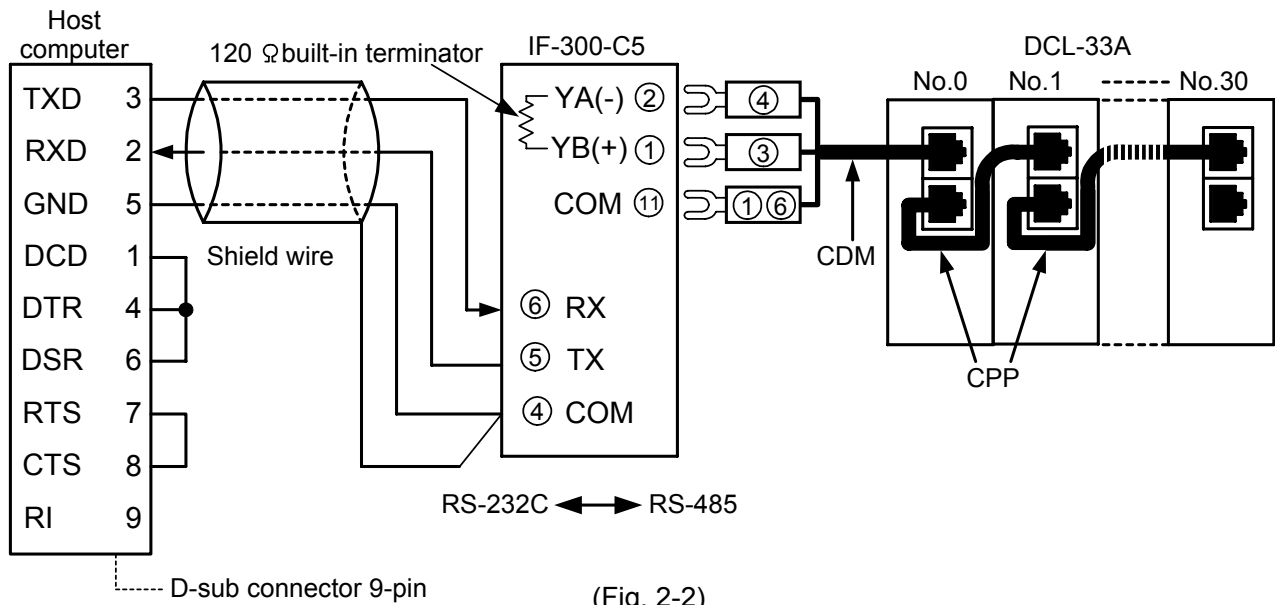 Host
computer
TXD 3
RXD 2
GND 5
DCD 1
DTR 4
DSR 6
RTS 7
CTS 8
RI 9
D-sub connector 9-pin
120 Ω built-in terminator
Shield wire
IF-300-C5
YA(-) ②
YB(+) ①
COM ⑪
⑥ RX
⑤ TX
④ COM
RS-232C RS-485
④
③
① ⑥
CDM
DCL-33A
No.0 No.1 No.30
CPP
(Fig. 2-2)